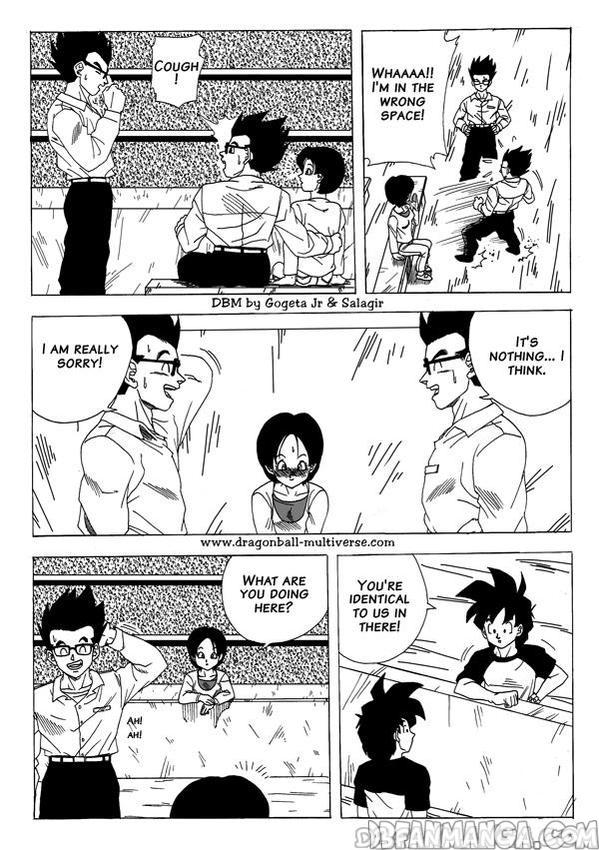 COUGH
!
WHAAAA!!
I'M IN THE
WRONG
SPACE!
DBM by Gogeta Jr & Salagir
I AM REALLY
SORRY!
IT'S
NOTHING... I
THINK.
www.dragonball-multiverse.com
WHAT ARE
YOU DOING
HERE?
AH!
AH!
YOU'RE
IDENTICAL
TO US IN
THERE!
DBFANMANGA.COM